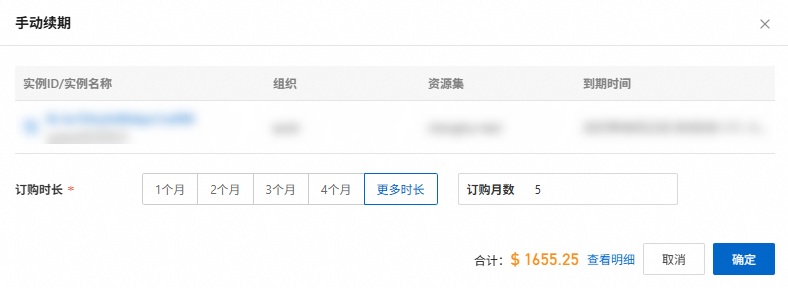 手动续期
实例ID/实例名称 组织 资源集 到期时间
订购时长 * 1个月 2个月 3个月 4个月 更多时长 订购月数 5
合计: $ 1655.25 查看明细 取消 确定